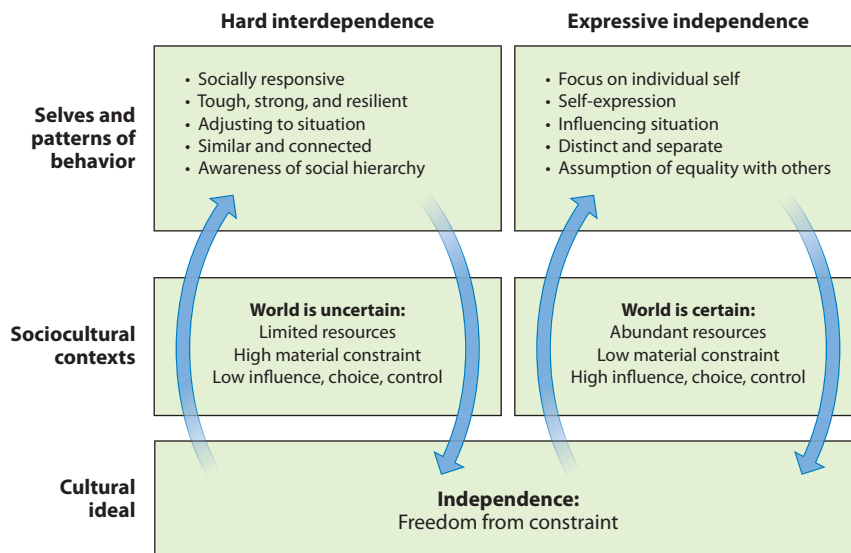 Hard interdependence
Expressive independence
Selves and
patterns of
behavior
• Socially responsive
• Tough, strong, and resilient
• Adjusting to situation
• Similar and connected
• Awareness of social hierarchy
• Focus on individual self
• Self-expression
• Influencing situation
• Distinct and separate
• Assumption of equality with others
Sociocultural
contexts
World is uncertain:
Limited resources
High material constraint
Low influence, choice, control
World is certain:
Abundant resources
Low material constraint
High influence, choice, control
Cultural
ideal
Independence:
Freedom from constraint